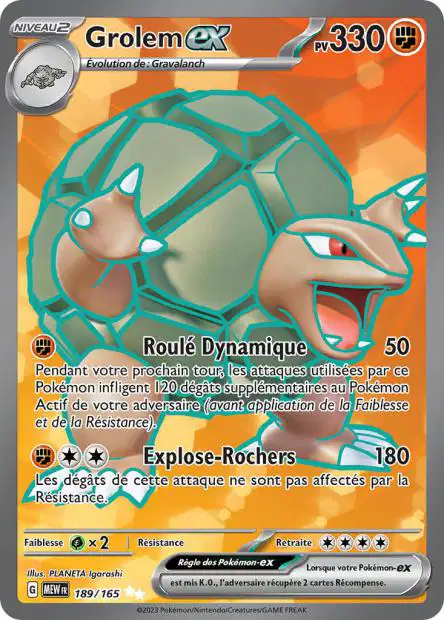 NIVEAU2
Grolem ex PV 330
Évolution de : Gravalanch
Roulé Dynamique 50
Pendant votre prochain tour, les attaques utilisées par ce
Pokémon infligent 120 dégâts supplémentaires au Pokémon
Actif de votre adversaire (avant application de la Faiblesse
et de la Résistance).
Explose-Rochers 180
Les dégâts de cette attaque ne sont pas affectés par la
Résistance.
Faiblesse ×2 Résistance Retraite
Règle des Pokémon-ex Lorsque votre Pokémon-ex
est mis K.O., l'adversaire récupère 2 cartes Récompense.
Illus. PLANETA Igarashi
G MEW FR 189/165
©2023 Pokémon/Nintendo/Creatures/GAME FREAK